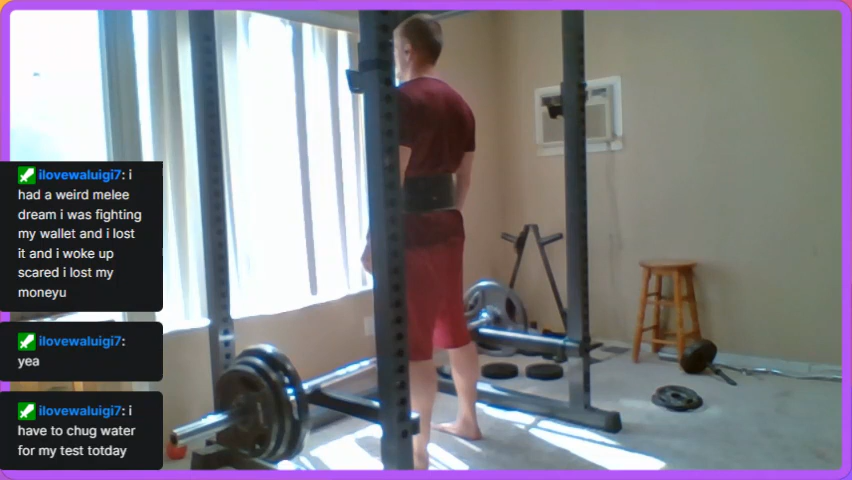 ilovewaluigi7: i
had a weird melee
dream i was fighting
my wallet and i lost
it and i woke up
scared i lost my
moneyu
ilovewaluigi7:
yea
ilovewaluigi7: i
have to chug water
for my test totday